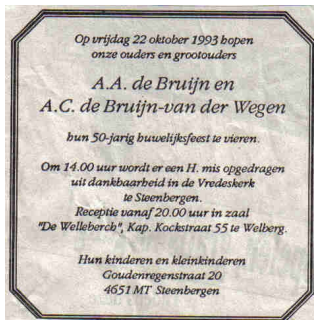 Op vrijdag 22 oktober 1993 hopen
onze ouders en grootouders
A.A. de Bruijn en
A.C. de Bruijn-van der Wegen
hun 50-jarig huwelijksfeest te vieren.
Om 14.00 uur wordt er een H. mis opgedragen
uit dankbaarheid in de Vredeskerk
te Steenbergen.
Receptie vanaf 20.00 uur in zaal
"De Welleberch", Kap. Kockstraat 55 te Welberg.
Hun kinderen en kleinkinderen
Goudenregenstraat 20
4651 MT Steenbergen